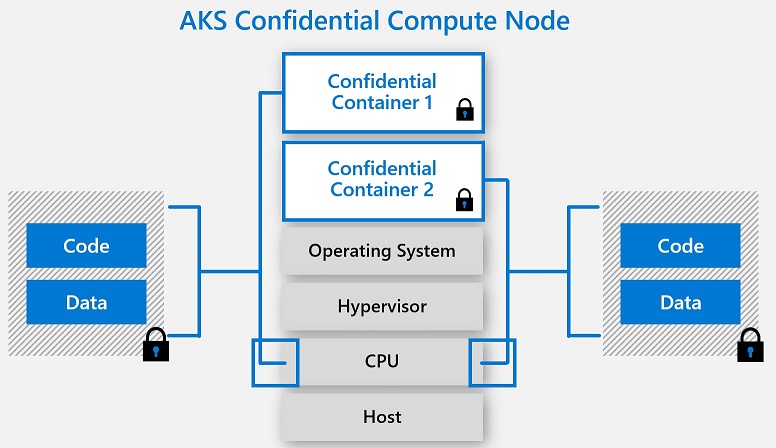 AKS Confidential Compute Node
Confidential
Container 1
Confidential
Container 2
Code
Data
Operating System
Hypervisor
CPU
Host
Code
Data